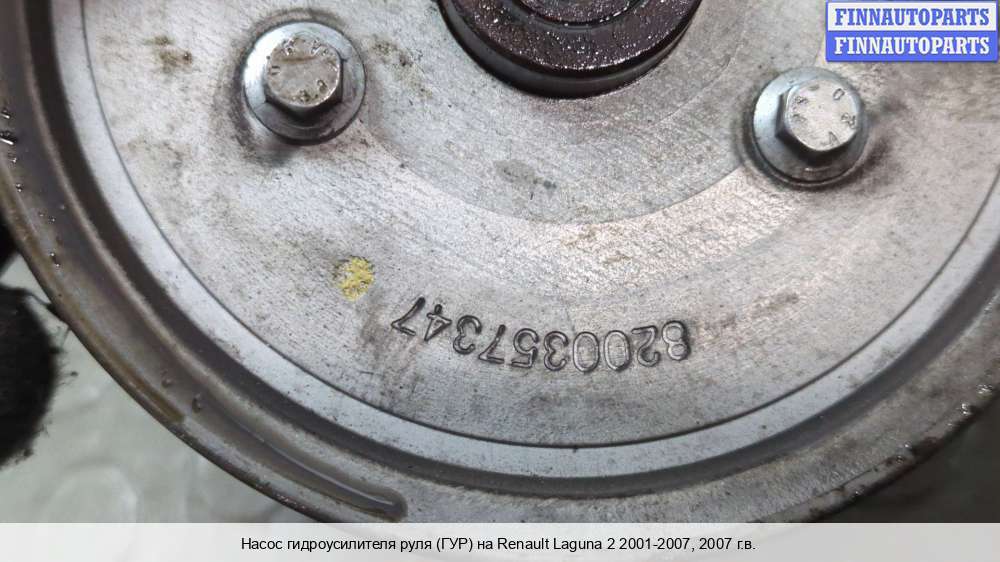 FINNAUTOPARTS
FINNAUTOPARTS
8200357347
Насос гидроусилителя руля (ГУР) на Renault Laguna 2 2001-2007, 2007 г.в.